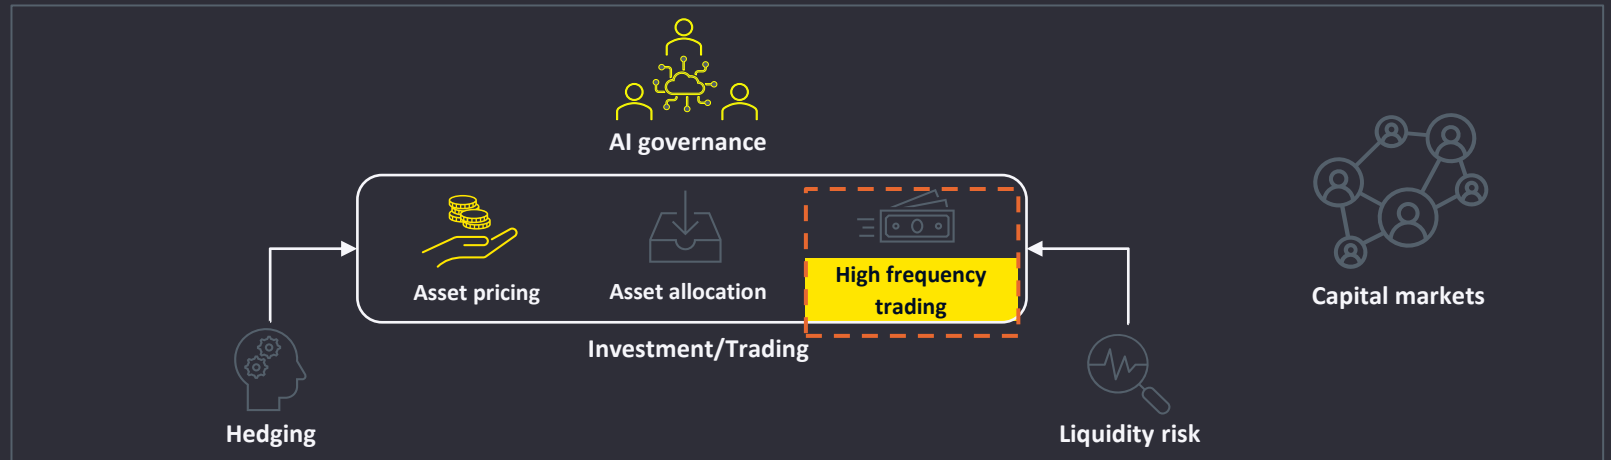 AI governance
Asset pricing
Asset allocation
High frequency
trading
Investment/Trading
Hedging
Liquidity risk
Capital markets